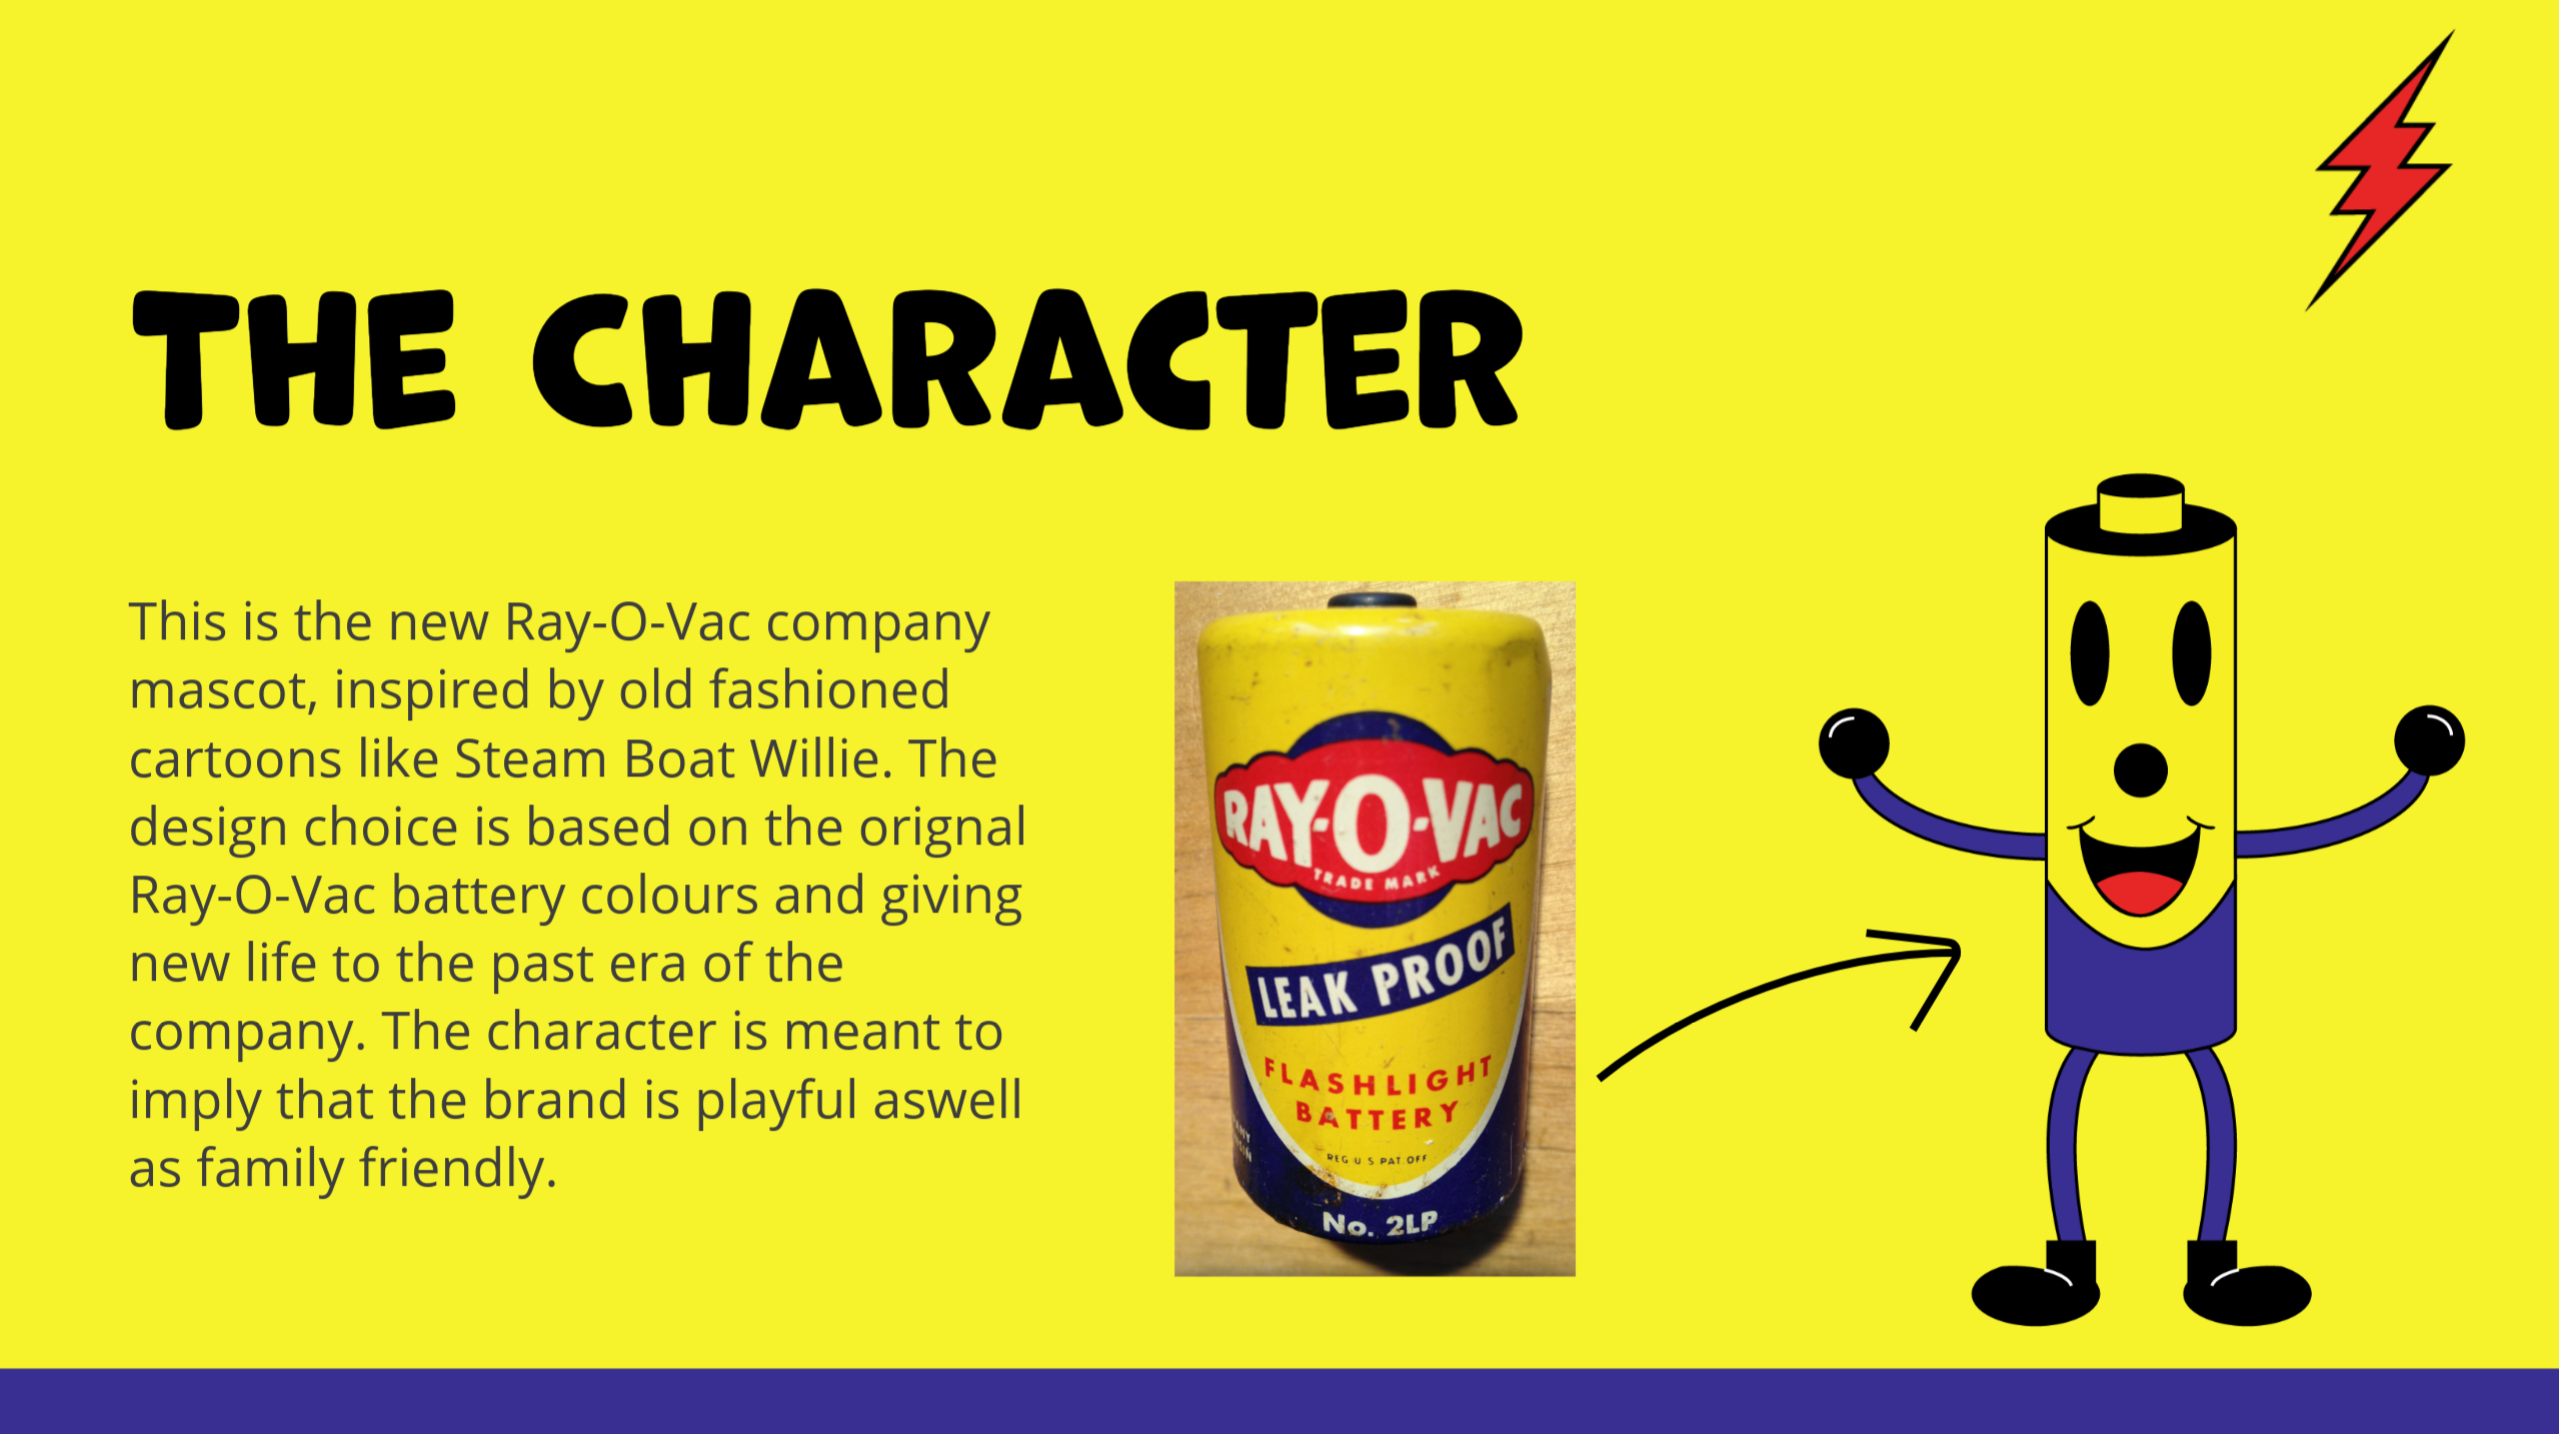 THE CHARACTER
This is the new Ray-O-Vac company
mascot, inspired by old fashioned
cartoons like Steam Boat Willie. The
design choice is based on the orignal
Ray-O-Vac battery colours and giving
new life to the past era of the
company. The character is meant to
imply that the brand is playful aswell
as family friendly.
RAY-O-VAC
TRADE MARK
LEAK PROOF
FLASHLIGHT
BATTERY
REG U S PAT. OFF
No. 2LP